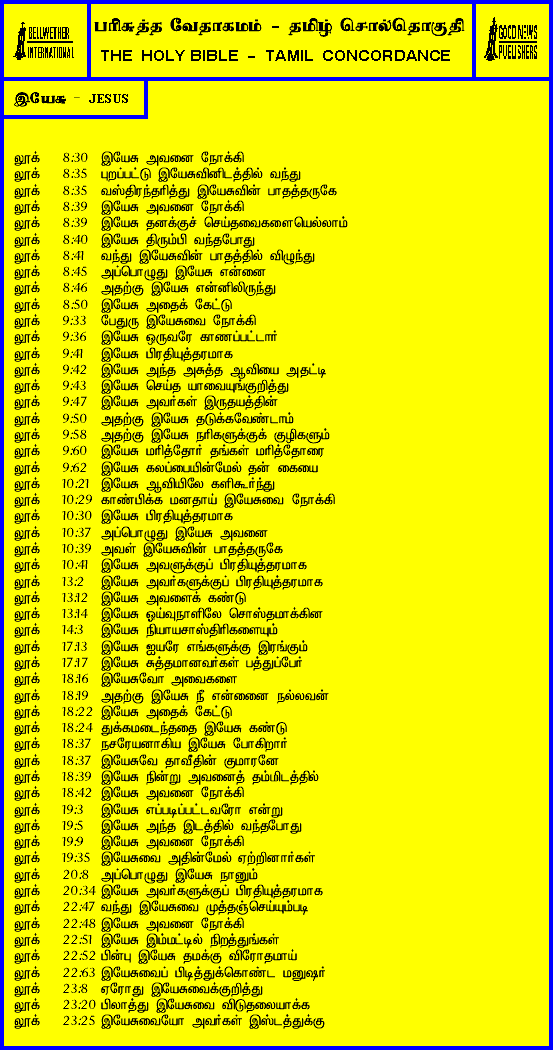 BELLWETHER
INTERNATIONAL
பரிசுத்த வேதாகமம் - தமிழ் சொல்தொகுதி
THE HOLY BIBLE - TAMIL CONCORDANCE
GOOD NEWS
PUBLISHERS
இயேசு - JESUS
லூக் 8:30 இயேசு அவனை நோக்கி
லூக் 8:35 புறப்பட்டு இயேசுவினிடத்தில் வந்து
லூக் 8:35 வஸ்திரந்தரித்து இயேசுவின் பாதத்தருகே
லூக் 8:39 இயேசு அவனை நோக்கி
லூக் 8:39 இயேசு தனக்குச் செய்தவைகளையெல்லாம்
லூக் 8:40 இயேசு திரும்பி வந்தபோது
லூக் 8:41 வந்து இயேசுவின் பாதத்தில் விழுந்து
லூக் 8:45 அப்பொழுது இயேசு என்னை
லூக் 8:46 அதற்கு இயேசு என்னிலிருந்து
லூக் 8:50 இயேசு அதைக் கேட்டு
லூக் 9:33 பேதுரு இயேசுவை நோக்கி
லூக் 9:36 இயேசு ஒருவரே காணப்பட்டார்
லூக் 9:41 இயேசு பிரதியுத்தரமாக
லூக் 9:42 இயேசு அந்த அசுத்த ஆவியை அதட்டி
லூக் 9:43 இயேசு செய்த யாவையுங்குறித்து
லூக் 9:47 இயேசு அவர்கள் இருதயத்தின்
லூக் 9:50 அதற்கு இயேசு தடுக்கவேண்டாம்
லூக் 9:58 அதற்கு இயேசு நரிகளுக்குக் குழிகளும்
லூக் 9:60 இயேசு மரித்தோர் தங்கள் மரித்தோரை
லூக் 9:62 இயேசு கலப்பையின்மேல் தன் கையை
லூக் 10:21 இயேசு ஆவியிலே களிகூர்ந்து
லூக் 10:29 காண்பிக்க மனதாய் இயேசுவை நோக்கி
லூக் 10:30 இயேசு பிரதியுத்தரமாக
லூக் 10:37 அப்பொழுது இயேசு அவனை
லூக் 10:39 அவள் இயேசுவின் பாதத்தருகே
லூக் 10:41 இயேசு அவளுக்குப் பிரதியுத்தரமாக
லூக் 13:2 இயேசு அவர்களுக்குப் பிரதியுத்தரமாக
லூக் 13:12 இயேசு அவளைக் கண்டு
லூக் 13:14 இயேசு ஓய்வுநாளிலே சொஸ்தமாக்கின
லூக் 14:3 இயேசு நியாயசாஸ்திரிகளையும்
லூக் 17:13 இயேசு ஐயரே எங்களுக்கு இரங்கும்
லூக் 17:17 இயேசு சுத்தமானவர்கள் பத்துப்பேர்
லூக் 18:16 இயேசுவோ அவைகளை
லூக் 18:19 அதற்கு இயேசு நீ என்னை நல்லவன்
லூக் 18:22 இயேசு அதைக் கேட்டு
லூக் 18:24 துக்கமடைந்ததை இயேசு கண்டு
லூக் 18:37 நசரேயனாகிய இயேசு போகிறார்
லூக் 18:37 இயேசுவே தாவீதின் குமாரனே
லூக் 18:39 இயேசு நின்று அவனைத் தம்மிடத்தில்
லூக் 18:42 இயேசு அவனை நோக்கி
லூக் 19:3 இயேசு எப்படிப்பட்டவரோ என்று
லூக் 19:5 இயேசு அந்த இடத்தில் வந்தபோது
லூக் 19:9 இயேசு அவனை நோக்கி
லூக் 19:35 இயேசுவை அதின்மேல் ஏற்றினார்கள்
லூக் 20:8 அப்பொழுது இயேசு நானும்
லூக் 20:34 இயேசு அவர்களுக்குப் பிரதியுத்தரமாக
லூக் 22:47 வந்து இயேசுவை முத்தஞ்செய்யும்படி
லூக் 22:48 இயேசு அவனை நோக்கி
லூக் 22:51 இயேசு இம்மட்டில் நிறத்துங்கள்
லூக் 22:52 பின்பு இயேசு தமக்கு விரோதமாய்
லூக் 22:63 இயேசுவைப் பிடித்துக்கொண்ட மனுஷர்
லூக் 23:8 ஏரோது இயேசுவைக்குறித்து
லூக் 23:20 பிலாத்து இயேசுவை விடுதலையாக்க
லூக் 23:25 இயேசுவையோ அவர்கள் இஸ்டத்துக்கு